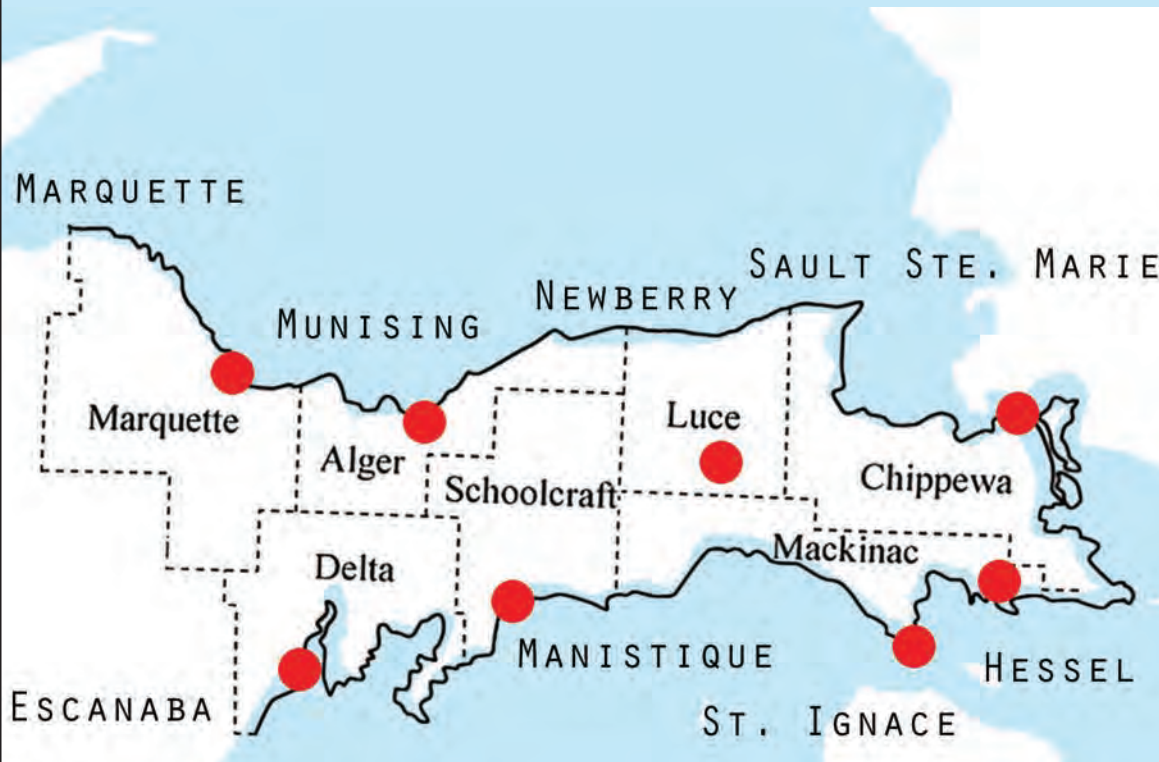 MARQUETTE
SAULT STE. MARIE
NEWBERRY
MUNISING
Marquette
Luce
Alger
Chippewa
Schoolcraft
Delta
Mackinac
MANISTIQUE
HESSEL
ESCANABA
ST. IGNACE